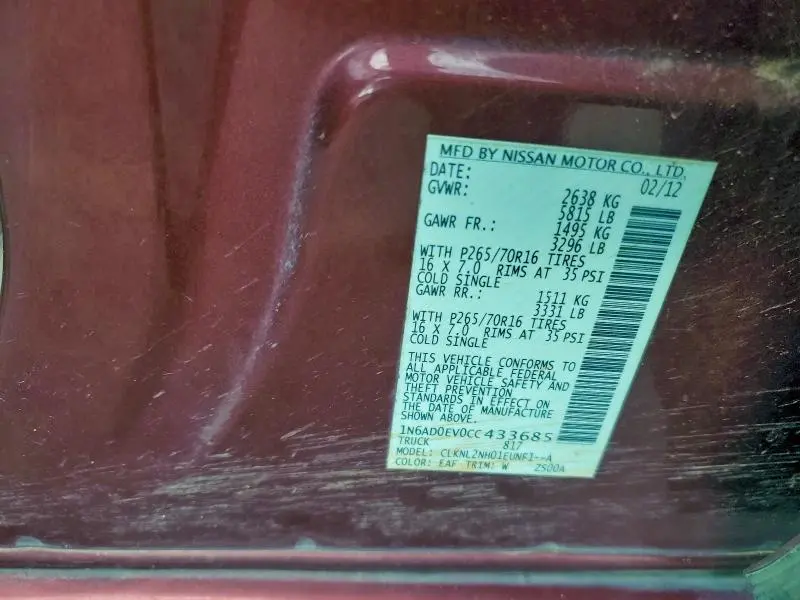 MFD BY NISSAN MOTOR CO., LTD.
DATE: 02/12
GVWR: 2638 KG
5815 LB
GAWR FR.: 1495 KG
3296 LB
WITH P265/70R16 TIRES
16 X 7.0 RIMS AT 35 PSI
COLD SINGLE
GAWR RR.: 1511 KG
3331 LB
WITH P265/70R16 TIRES
16 X 7.0 RIMS AT 35 PSI
COLD SINGLE
THIS VEHICLE CONFORMS TO
ALL APPLICABLE FEDERAL
MOTOR VEHICLE SAFETY AND
THEFT PREVENTION
STANDARDS IN EFFECT ON
THE DATE OF MANUFACTURE
SHOWN ABOVE.
1N6AD0EV0CC433685
TRUCK 817
MODEL: CLKNL2NH01EUNFI--A
COLOR: EAF TRIM: W ZS00A